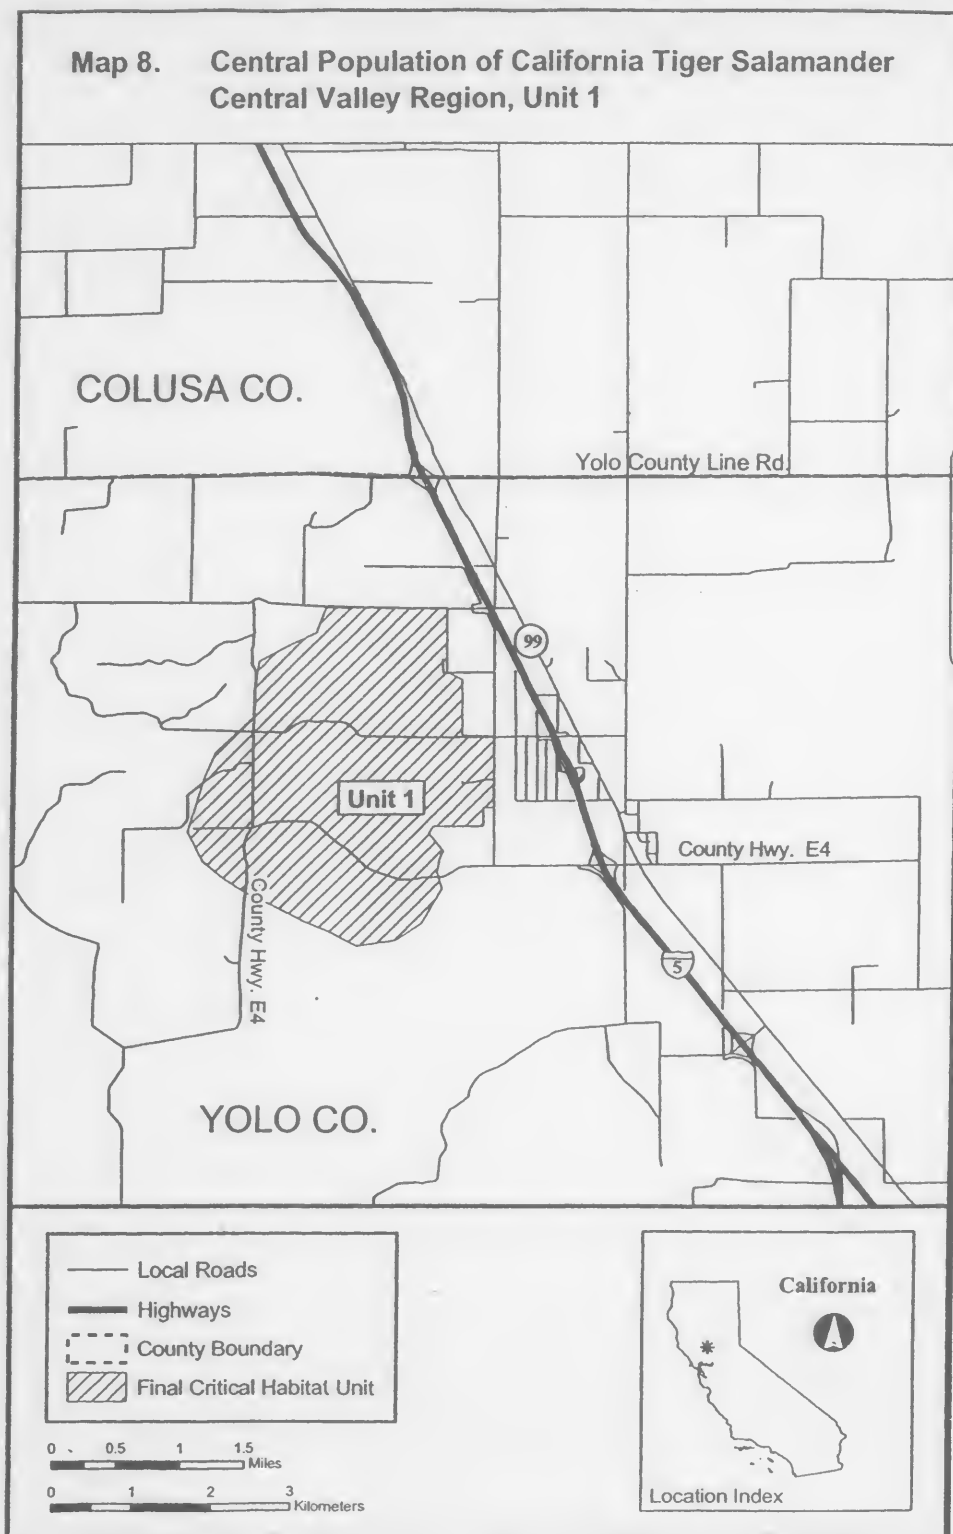 Map 8. Central Population of California Tiger Salamander
Central Valley Region, Unit 1
COLUSA CO.
Yolo County Line Rd.
99
Unit 1
County Hwy. E4
County Hwy. E4
5
YOLO CO.
Local Roads
Highways
County Boundary
Final Critical Habitat Unit
0 0.5 1 1.5
Miles
0 1 2 3
Kilometers
California
Location Index